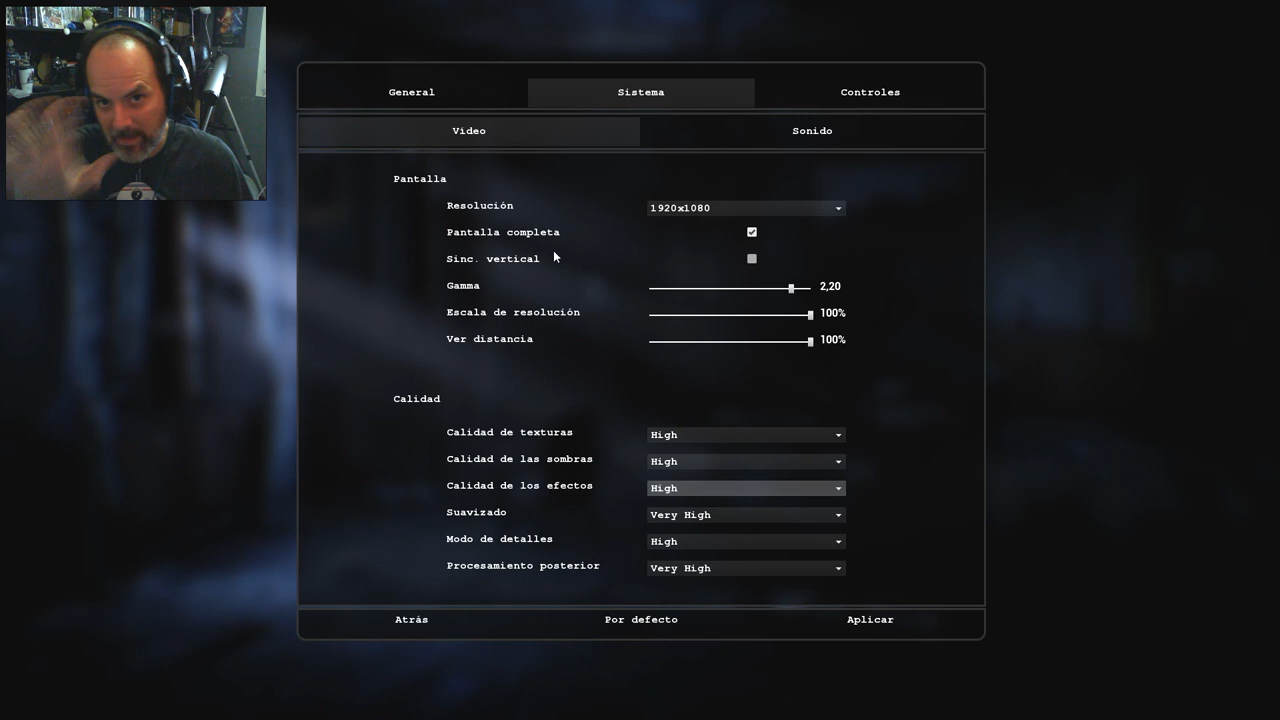 General
Sistema
Controles
Video
Sonido
Pantalla
Resolución
1920x1080
Pantalla completa
Sinc. vertical
Gamma
2,20
Escala de resolución
100%
Ver distancia
100%
Calidad
Calidad de texturas
High
Calidad de las sombras
High
Calidad de los efectos
High
Suavizado
Very High
Modo de detalles
High
Procesamiento posterior
Very High
Atrás
Por defecto
Aplicar